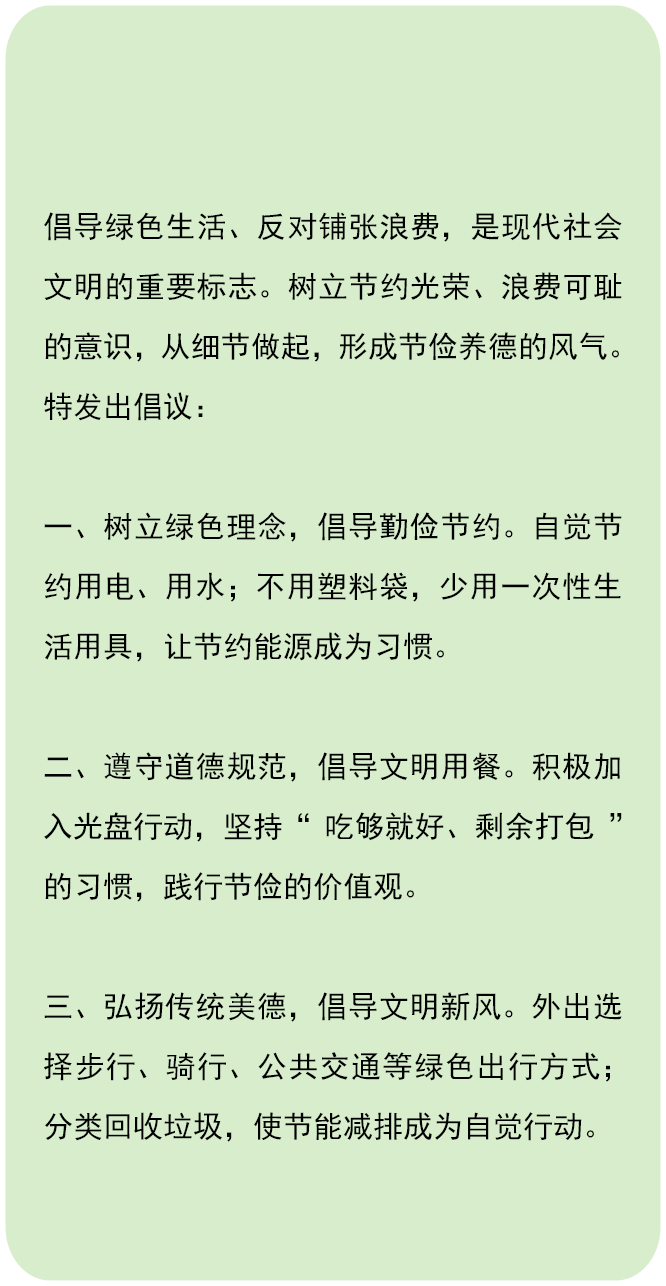 倡导绿色生活、反对铺张浪费，是现代社会
文明的重要标志。树立节约光荣、浪费可耻
的意识，从细节做起，形成节俭养德的风气。
特发出倡议：
一、树立绿色理念，倡导勤俭节约。自觉节
约用电、用水；不用塑料袋，少用一次性生
活用具，让节约能源成为习惯。
二、遵守道德规范，倡导文明用餐。积极加
入光盘行动，坚持“ 吃够就好、剩余打包 ”
的习惯，践行节俭的价值观。
三、弘扬传统美德，倡导文明新风。外出选
择步行、骑行、公共交通等绿色出行方式；
分类回收垃圾，使节能减排成为自觉行动。